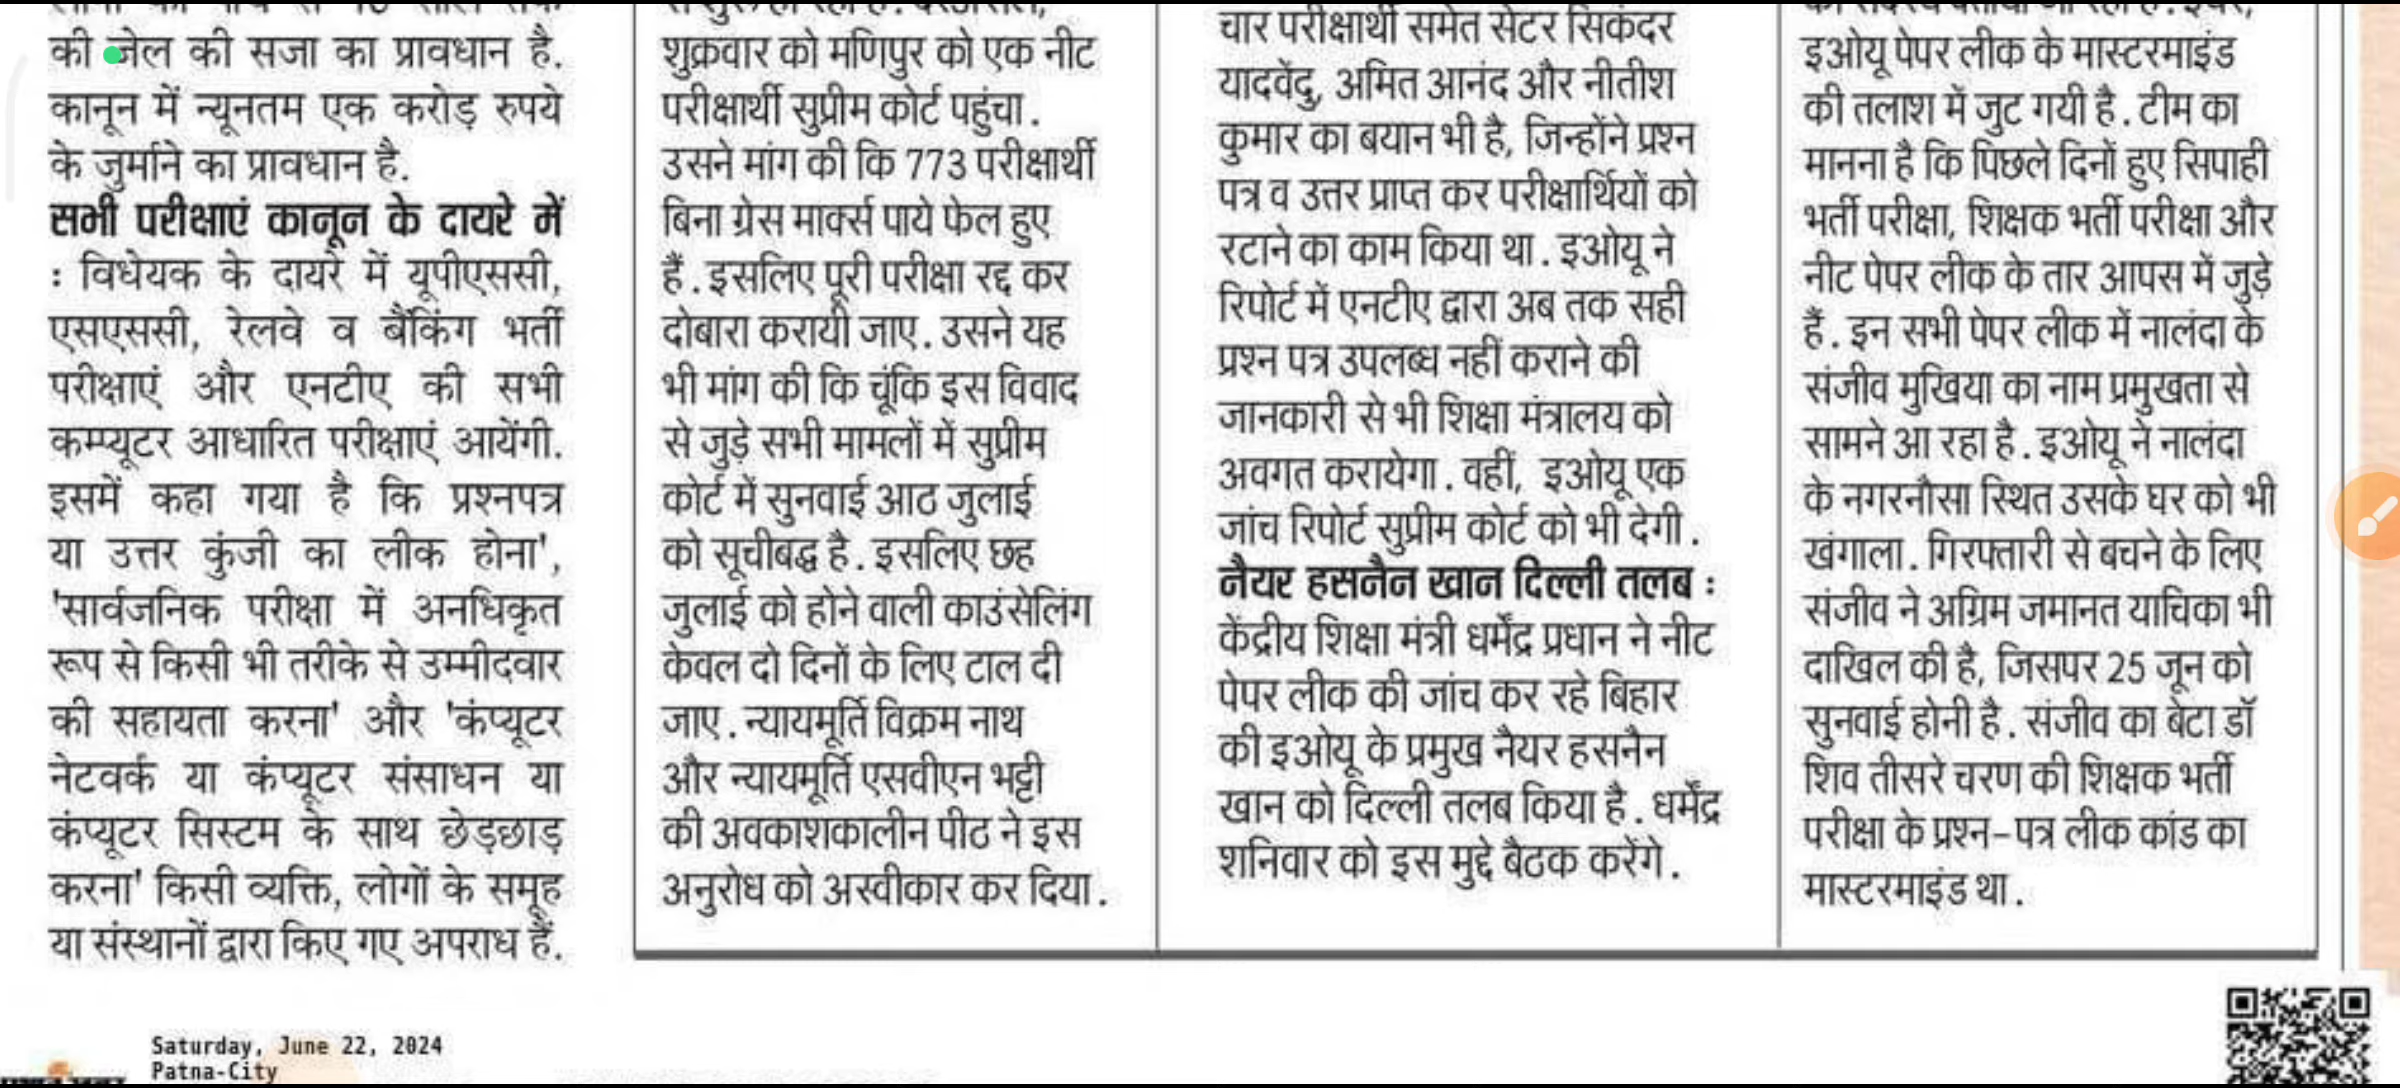 की जेल की सजा का प्रावधान है.
कानून में न्यूनतम एक करोड़ रुपये
के जुर्माने का प्रावधान है.
सभी परीक्षाएं कानून के दायरे में
: विधेयक के दायरे में यूपीएससी,
एसएससी, रेलवे व बैंकिंग भर्ती
परीक्षाएं और एनटीए की सभी
कम्प्यूटर आधारित परीक्षाएं आयेंगी.
इसमें कहा गया है कि प्रश्नपत्र
या उत्तर कुंजी का लीक होना',
'सार्वजनिक परीक्षा में अनधिकृत
रूप से किसी भी तरीके से उम्मीदवार
की सहायता करना' और 'कंप्यूटर
नेटवर्क या कंप्यूटर संसाधन या
कंप्यूटर सिस्टम के साथ छेड़छाड़
करना' किसी व्यक्ति, लोगों के समूह
या संस्थानों द्वारा किए गए अपराध हैं.
शुक्रवार को मणिपुर को एक नीट
परीक्षार्थी सुप्रीम कोर्ट पहुंचा.
उसने मांग की कि 773 परीक्षार्थी
बिना ग्रेस मार्क्स पाये फेल हुए
हैं. इसलिए पूरी परीक्षा रद्द कर
दोबारा करायी जाए. उसने यह
भी मांग की कि चूंकि इस विवाद
से जुड़े सभी मामलों में सुप्रीम
कोर्ट में सुनवाई आठ जुलाई
को सूचीबद्ध है. इसलिए छह
जुलाई को होने वाली काउंसेलिंग
केवल दो दिनों के लिए टाल दी
जाए. न्यायमूर्ति विक्रम नाथ
और न्यायमूर्ति एसवीएन भट्टी
की अवकाशकालीन पीठ ने इस
अनुरोध को अस्वीकार कर दिया.
चार परीक्षार्थी समेत सेटर सिकंदर
यादवेंदु, अमित आनंद और नीतीश
कुमार का बयान भी है, जिन्होंने प्रश्न
पत्र व उत्तर प्राप्त कर परीक्षार्थियों को
रटाने का काम किया था. इओयू ने
रिपोर्ट में एनटीए द्वारा अब तक सही
प्रश्न पत्र उपलब्ध नहीं कराने की
जानकारी से भी शिक्षा मंत्रालय को
अवगत करायेगा. वहीं, इओयू एक
जांच रिपोर्ट सुप्रीम कोर्ट को भी देगी.
नैयर हसनैन खान दिल्ली तलब :
केंद्रीय शिक्षा मंत्री धर्मेंद्र प्रधान ने नीट
पेपर लीक की जांच कर रहे बिहार
की इओयू के प्रमुख नैयर हसनैन
खान को दिल्ली तलब किया है. धर्मेंद्र
शनिवार को इस मुद्दे बैठक करेंगे.
इओयू पेपर लीक के मास्टरमाइंड
की तलाश में जुट गयी है. टीम का
मानना है कि पिछले दिनों हुए सिपाही
भर्ती परीक्षा, शिक्षक भर्ती परीक्षा और
नीट पेपर लीक के तार आपस में जुड़े
हैं. इन सभी पेपर लीक में नालंदा के
संजीव मुखिया का नाम प्रमुखता से
सामने आ रहा है. इओयू ने नालंदा
के नगरनौसा स्थित उसके घर को भी
खंगाला. गिरफ्तारी से बचने के लिए
संजीव ने अग्रिम जमानत याचिका भी
दाखिल की है, जिसपर 25 जून को
सुनवाई होनी है. संजीव का बेटा डॉ
शिव तीसरे चरण की शिक्षक भर्ती
परीक्षा के प्रश्न-पत्र लीक कांड का
मास्टरमाइंड था.
Saturday, June 22, 2024
Patna-City